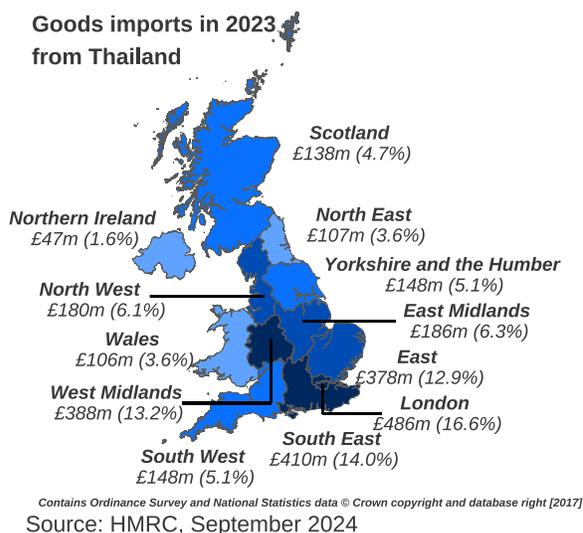 Goods imports in 2023
from Thailand
Scotland
£138m (4.7%)
Northern Ireland
£47m (1.6%)
North East
£107m (3.6%)
Yorkshire and the Humber
£148m (5.1%)
North West
£180m (6.1%)
East Midlands
£186m (6.3%)
Wales
£106m (3.6%)
East
£378m (12.9%)
West Midlands
£388m (13.2%)
London
£486m (16.6%)
South East
£410m (14.0%)
South West
£148m (5.1%)
Contains Ordinance Survey and National Statistics data © Crown copyright and database right [2017]
Source: HMRC, September 2024